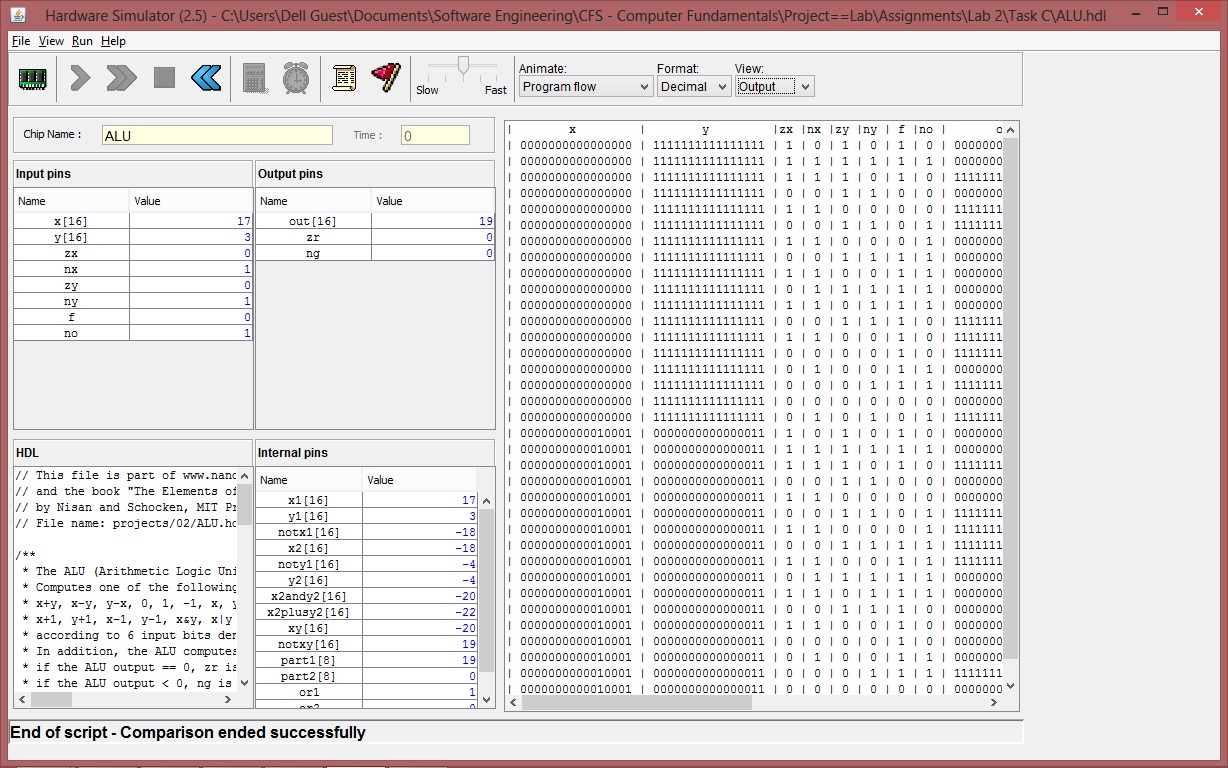 Hardware Simulator (2.5) - C:\Users\Dell Guest\Documents\Software Engineering\CFS - Computer Fundamentals\Project==Lab\Assignments\Lab 2\Task C\ALU.hdl
File View Run Help
Slow Fast
Animate: Format: View:
Program flow Decimal Output
Chip Name : ALU Time : 0
Input pins
Name Value
x[16] 17
y[16] 3
zx 0
nx 1
zy 0
ny 1
f 0
no 1
Output pins
Name Value
out[16] 19
zr 0
ng 0
HDL
// This file is part of www.nand
// and the book "The Elements of
// by Nisan and Schocken, MIT Pr
// File name: projects/02/ALU.hd
/**
* The ALU (Arithmetic Logic Uni
* Computes one of the following
* x+y, x-y, y-x, 0, 1, -1, x, y
* x+1, y+1, x-1, y-1, x&y, x|y
* according to 6 input bits den
* In addition, the ALU computes
* if the ALU output == 0, zr is
* if the ALU output < 0, ng is
Internal pins
Name Value
x1[16] 17
y1[16] 3
notx1[16] -18
x2[16] -18
noty1[16] -4
y2[16] -4
x2andy2[16] -20
x2plusy2[16] -22
xy[16] -20
notxy[16] 19
part1[8] 19
part2[8] 0
or1 1
or2 0
| x | y |zx |nx |zy |ny | f |no | o
| 0000000000000000 | 1111111111111111 | 1 | 0 | 1 | 0 | 1 | 0 | 0000000
| 0000000000000000 | 1111111111111111 | 1 | 1 | 1 | 1 | 1 | 1 | 0000000
| 0000000000000000 | 1111111111111111 | 1 | 1 | 1 | 0 | 1 | 0 | 1111111
| 0000000000000000 | 1111111111111111 | 0 | 0 | 1 | 1 | 0 | 0 | 0000000
| 0000000000000000 | 1111111111111111 | 1 | 1 | 0 | 0 | 0 | 0 | 1111111
| 0000000000000000 | 1111111111111111 | 0 | 0 | 1 | 1 | 0 | 1 | 1111111
| 0000000000000000 | 1111111111111111 | 1 | 1 | 0 | 0 | 0 | 1 | 0000000
| 0000000000000000 | 1111111111111111 | 0 | 0 | 1 | 1 | 1 | 1 | 0000000
| 0000000000000000 | 1111111111111111 | 1 | 1 | 0 | 0 | 1 | 1 | 0000000
| 0000000000000000 | 1111111111111111 | 0 | 1 | 1 | 1 | 1 | 1 | 0000000
| 0000000000000000 | 1111111111111111 | 1 | 1 | 0 | 1 | 1 | 1 | 0000000
| 0000000000000000 | 1111111111111111 | 0 | 0 | 1 | 1 | 1 | 0 | 1111111
| 0000000000000000 | 1111111111111111 | 1 | 1 | 0 | 0 | 1 | 0 | 1111111
| 0000000000000000 | 1111111111111111 | 0 | 0 | 0 | 0 | 1 | 0 | 1111111
| 0000000000000000 | 1111111111111111 | 0 | 1 | 0 | 0 | 1 | 1 | 0000000
| 0000000000000000 | 1111111111111111 | 0 | 0 | 0 | 1 | 1 | 1 | 1111111
| 0000000000000000 | 1111111111111111 | 0 | 0 | 0 | 0 | 0 | 0 | 0000000
| 0000000000000000 | 1111111111111111 | 0 | 1 | 0 | 1 | 0 | 1 | 1111111
| 0000000000010001 | 0000000000000011 | 1 | 0 | 1 | 0 | 1 | 0 | 0000000
| 0000000000010001 | 0000000000000011 | 1 | 1 | 1 | 1 | 1 | 1 | 0000000
| 0000000000010001 | 0000000000000011 | 1 | 1 | 1 | 0 | 1 | 0 | 1111111
| 0000000000010001 | 0000000000000011 | 0 | 0 | 1 | 1 | 0 | 0 | 0000000
| 0000000000010001 | 0000000000000011 | 1 | 1 | 0 | 0 | 0 | 0 | 0000000
| 0000000000010001 | 0000000000000011 | 0 | 0 | 1 | 1 | 0 | 1 | 1111111
| 0000000000010001 | 0000000000000011 | 1 | 1 | 0 | 0 | 0 | 1 | 1111111
| 0000000000010001 | 0000000000000011 | 0 | 0 | 1 | 1 | 1 | 1 | 1111111
| 0000000000010001 | 0000000000000011 | 1 | 1 | 0 | 0 | 1 | 1 | 1111111
| 0000000000010001 | 0000000000000011 | 0 | 1 | 1 | 1 | 1 | 1 | 0000000
| 0000000000010001 | 0000000000000011 | 1 | 1 | 0 | 1 | 1 | 1 | 0000000
| 0000000000010001 | 0000000000000011 | 0 | 0 | 1 | 1 | 1 | 0 | 0000000
| 0000000000010001 | 0000000000000011 | 1 | 1 | 0 | 0 | 1 | 0 | 0000000
| 0000000000010001 | 0000000000000011 | 0 | 0 | 0 | 0 | 1 | 0 | 0000000
| 0000000000010001 | 0000000000000011 | 0 | 1 | 0 | 0 | 1 | 1 | 0000000
| 0000000000010001 | 0000000000000011 | 0 | 0 | 0 | 1 | 1 | 1 | 1111111
| 0000000000010001 | 0000000000000011 | 0 | 0 | 0 | 0 | 0 | 0 | 0000000
End of script - Comparison ended successfully